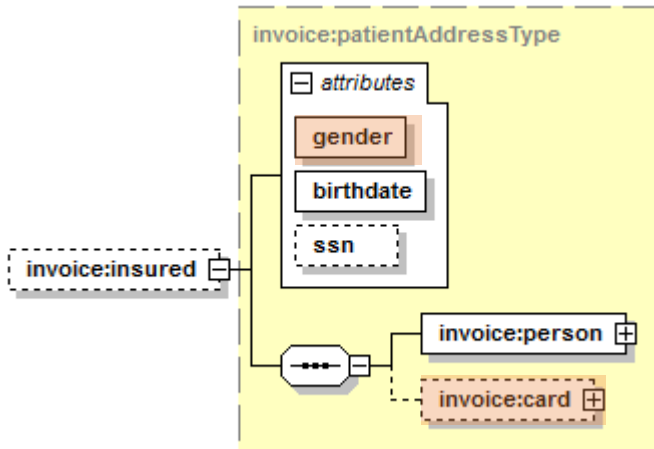 invoice:patientAddressType
attributes
gender
birthdate
ssn
invoice:insured
invoice:person
invoice:card